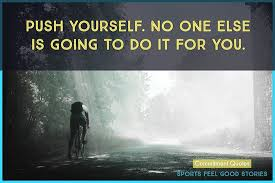 PUSH YOURSELF. NO ONE ELSE
IS GOING TO DO IT FOR YOU.
Commitment Quotes
SPORTS FEEL GOOD STORIES